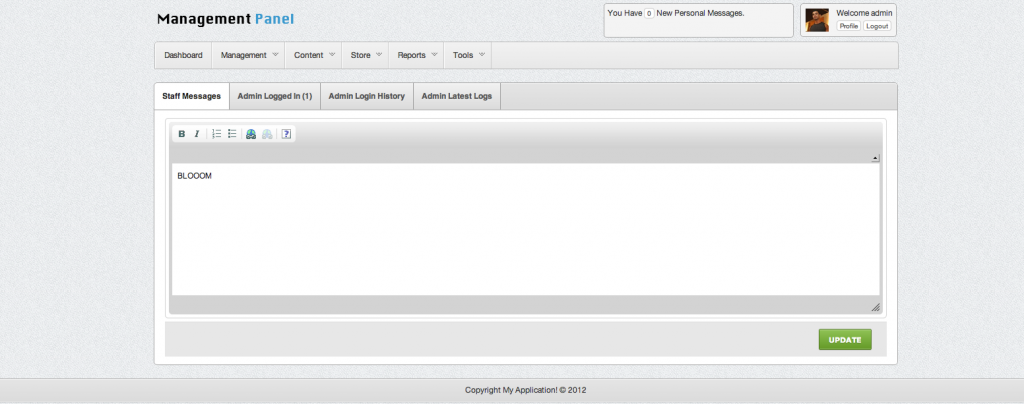 Management Panel
You Have 0 New Personal Messages.
Welcome admin
Profile Logout
Dashboard Management Content Store Reports Tools
Staff Messages Admin Logged In (1) Admin Login History Admin Latest Logs
B I
BLOOOM
UPDATE
Copyright My Application! © 2012